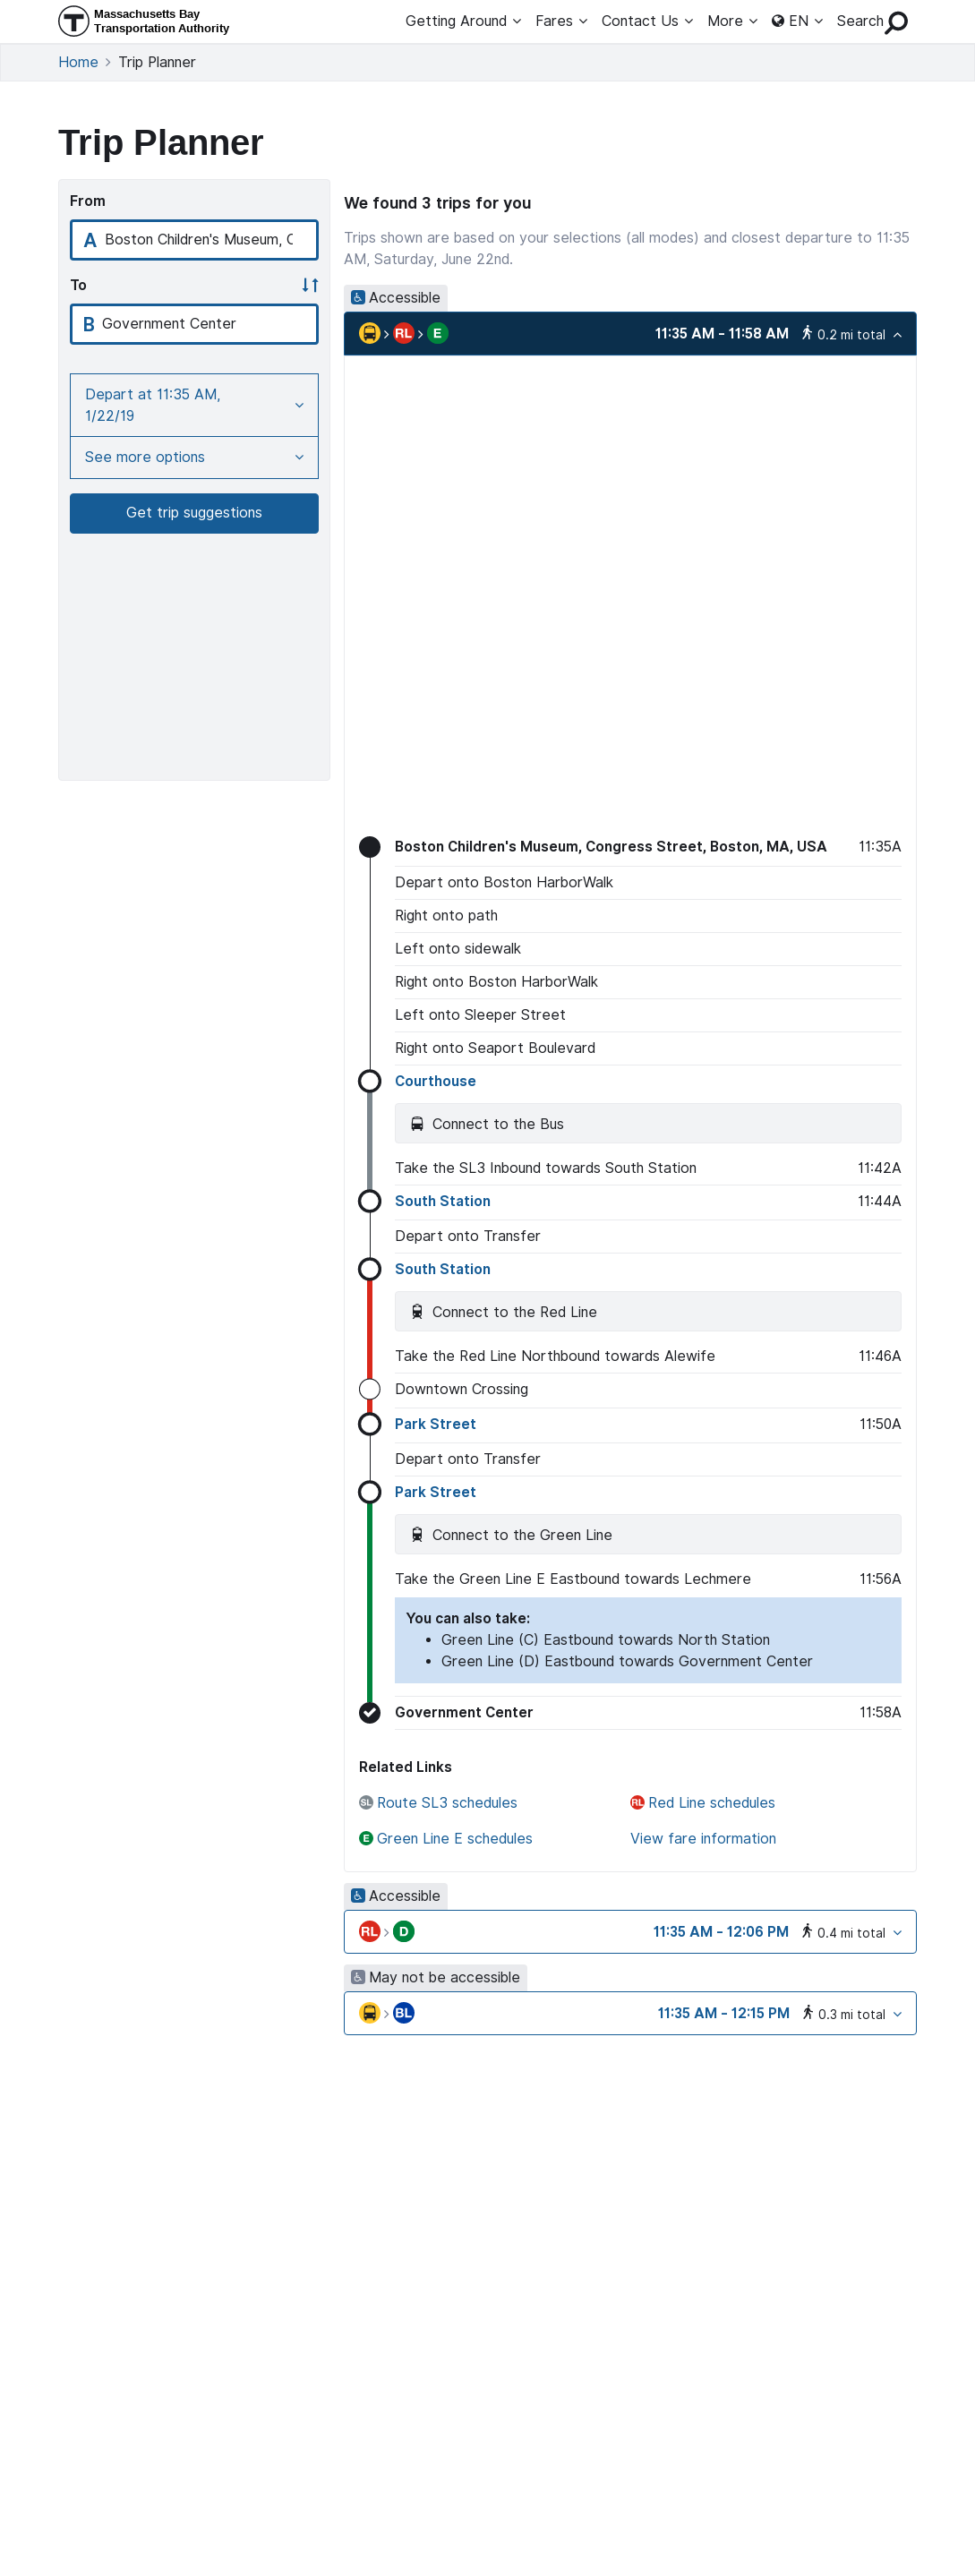 Massachusetts Bay
Transportation Authority
Getting Around Fares Contact Us More EN Search
Home > Trip Planner
Trip Planner
From
A Boston Children's Museum, C
To
B Government Center
Depart at 11:35 AM,
1/22/19
See more options
Get trip suggestions
We found 3 trips for you
Trips shown are based on your selections (all modes) and closest departure to 11:35
AM, Saturday, June 22nd.
Accessible
RL E 11:35 AM - 11:58 AM 0.2 mi total
Boston Children's Museum, Congress Street, Boston, MA, USA 11:35A
Depart onto Boston HarborWalk
Right onto path
Left onto sidewalk
Right onto Boston HarborWalk
Left onto Sleeper Street
Right onto Seaport Boulevard
Courthouse
Connect to the Bus
Take the SL3 Inbound towards South Station 11:42A
South Station 11:44A
Depart onto Transfer
South Station
Connect to the Red Line
Take the Red Line Northbound towards Alewife 11:46A
Downtown Crossing
Park Street 11:50A
Depart onto Transfer
Park Street
Connect to the Green Line
Take the Green Line E Eastbound towards Lechmere 11:56A
You can also take:
• Green Line (C) Eastbound towards North Station
• Green Line (D) Eastbound towards Government Center
Government Center 11:58A
Related Links
SL Route SL3 schedules RL Red Line schedules
E Green Line E schedules View fare information
Accessible
RL D 11:35 AM - 12:06 PM 0.4 mi total
May not be accessible
BL 11:35 AM - 12:15 PM 0.3 mi total